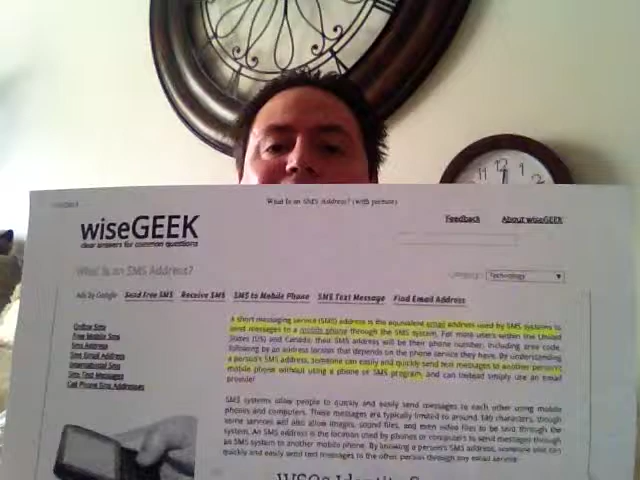 What Is an SMS Address? (with picture)
wiseGEEK
clear answers for common questions
Feedback About wiseGEEK
What Is an SMS Address?
Category: Technology
Ads by Google Send Free SMS Receive SMS SMS to Mobile Phone SMS Text Message Find Email Address
Online Sms
Free Mobile Sms
Sms Address
Sms Email Address
International Sms
Sms Text Messages
Cell Phone Sms Addresses
A short messaging service (SMS) address is the equivalent email address used by SMS systems to
send messages to a mobile phone through the SMS system. For most users within the United
States (US) and Canada, their SMS address will be their phone number, including area code,
following by an address location that depends on the phone service they have. By understanding
a person's SMS address, someone can easily and quickly send text messages to another person's
mobile phone without using a phone or SMS program, and can instead simply use an email
provider.
SMS systems allow people to quickly and easily send messages to each other using mobile
phones and computers. These messages are typically limited to around 140 characters, though
some services will also allow images, sound files, and even video files to be sent through the
system. An SMS address is the location used by phones or computers to send messages through
an SMS system to another mobile phone. By knowing a person's SMS address, someone else can
quickly and easily send text messages to the other person through any email service.
11 12 1